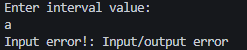 Enter interval value:
a
Input error!: Input/output error